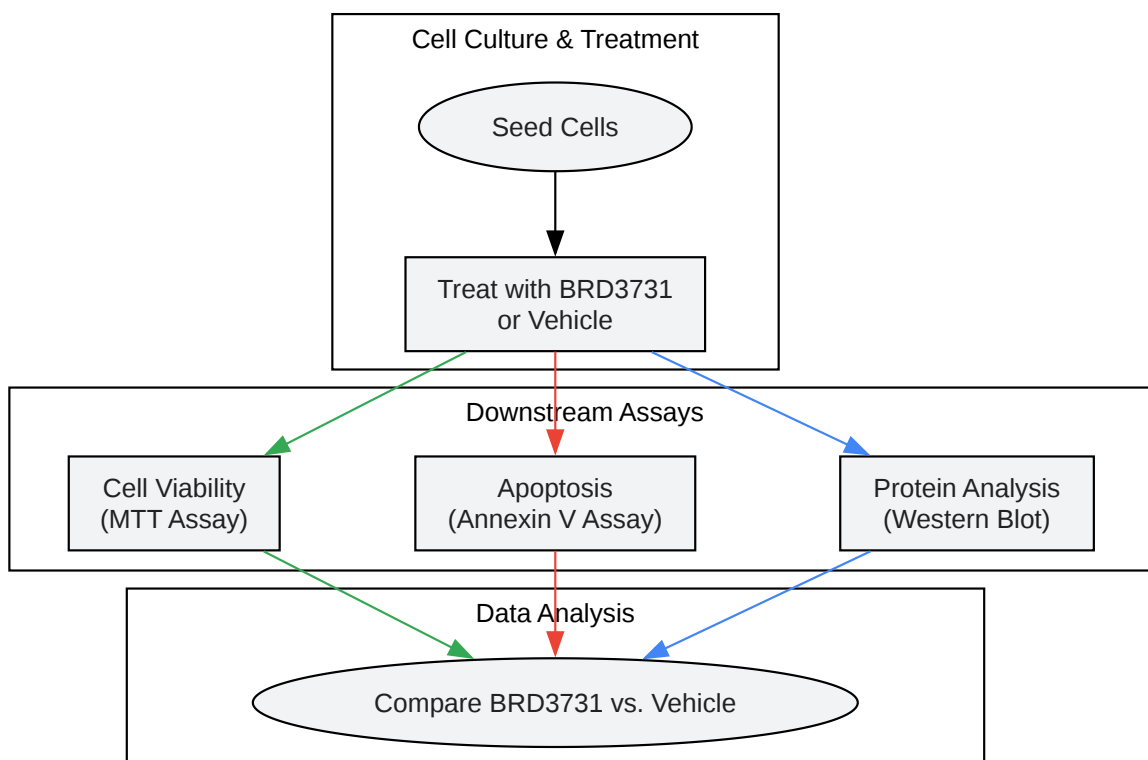 Cell Culture & Treatment
Seed Cells
Treat with BRD3731
or Vehicle
Downstream Assays
Cell Viability
(MTT Assay)
Apoptosis
(Annexin V Assay)
Protein Analysis
(Western Blot)
Data Analysis
Compare BRD3731 vs. Vehicle